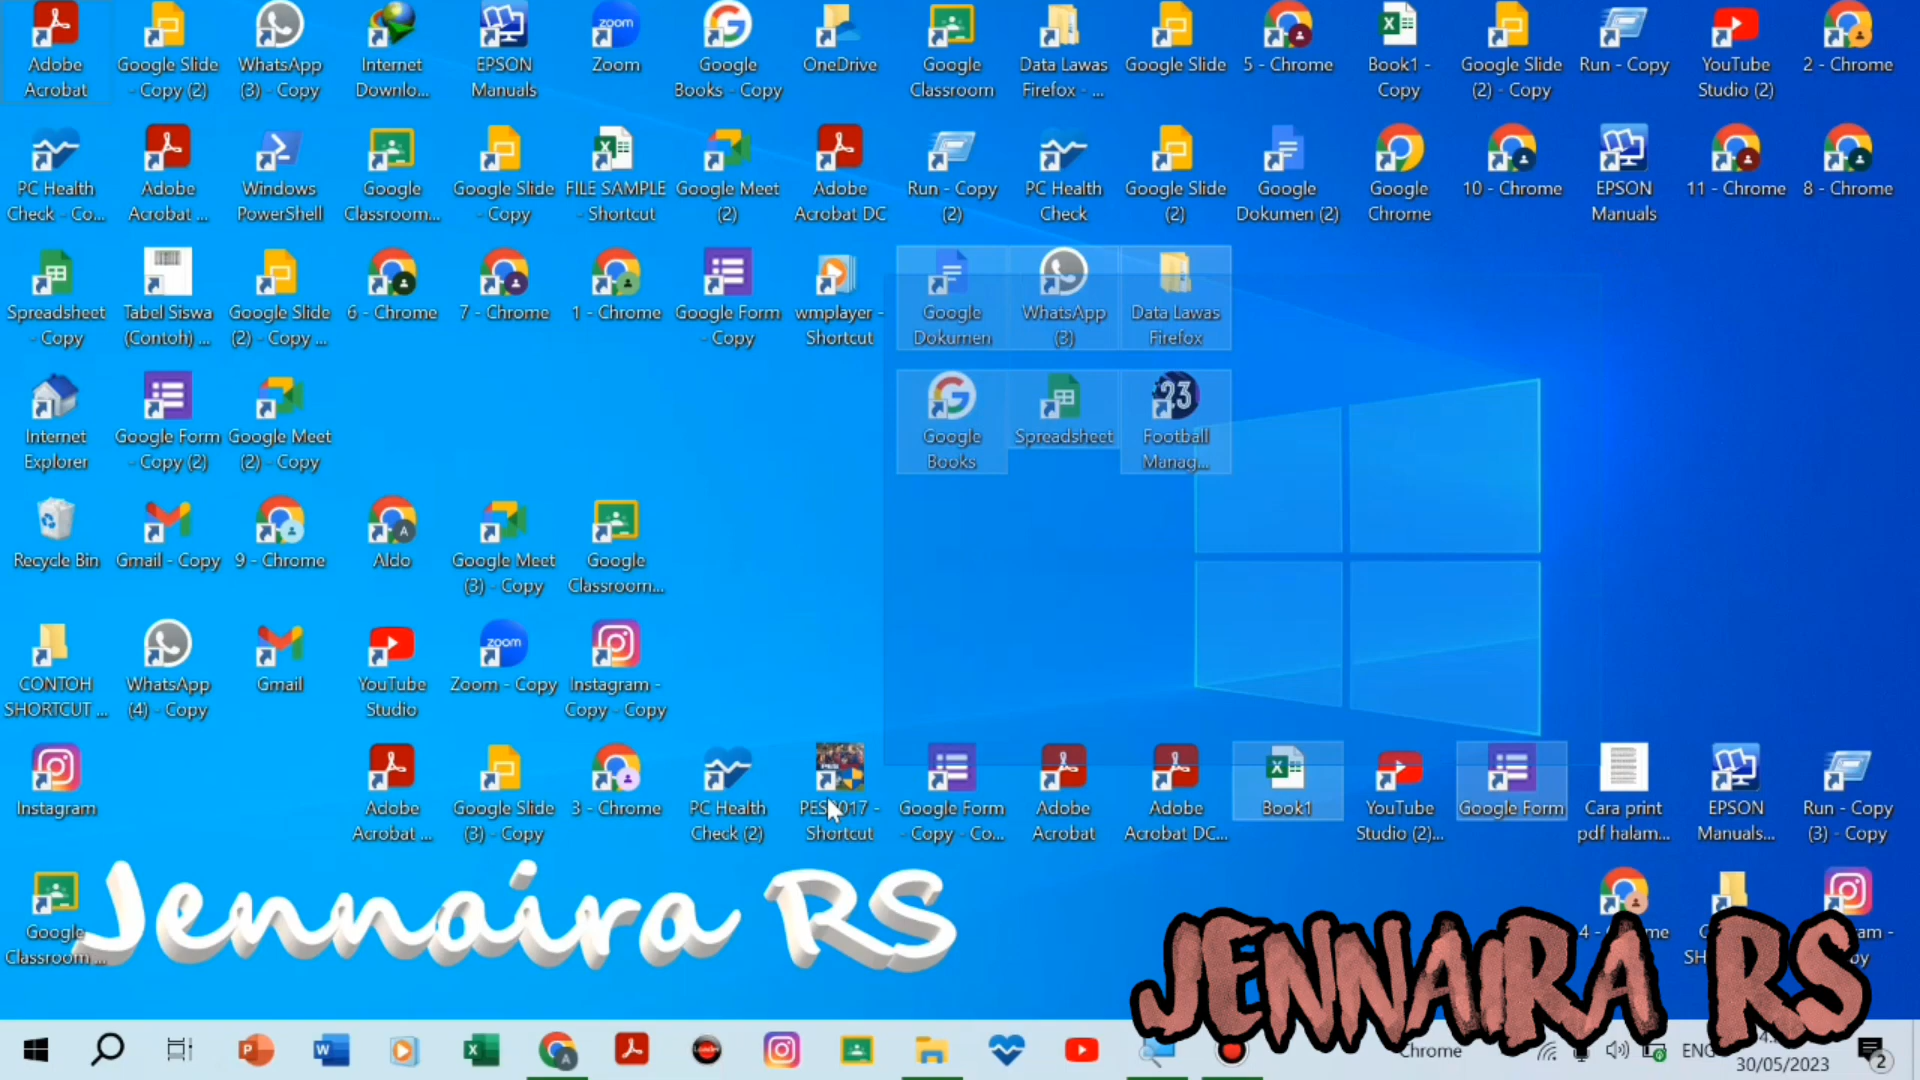 Adobe
Acrobat
Google Slide
- Copy (2)
WhatsApp
(3) - Copy
Internet
Downlo...
EPSON
Manuals
zoom
Zoom
Google
Books - Copy
OneDrive
Google
Classroom
Data Lawas
Firefox - ...
Google Slide
5 - Chrome
Book1 -
Copy
Google Slide
(2) - Copy
Run - Copy
YouTube
Studio (2)
2 - Chrome
PC Health
Check - Co...
Adobe
Acrobat ...
Windows
PowerShell
Google
Classroom...
Google Slide
- Copy
FILE SAMPLE
- Shortcut
Google Meet
(2)
Adobe
Acrobat DC
Run - Copy
(2)
PC Health
Check
Google Slide
(2)
Google
Dokumen (2)
Google
Chrome
10 - Chrome
EPSON
Manuals
11 - Chrome
8 - Chrome
Spreadsheet
- Copy
Tabel Siswa
(Contoh) ...
Google Slide
(2) - Copy ...
6 - Chrome
7 - Chrome
1 - Chrome
Google Form
- Copy
wmplayer -
Shortcut
Google
Dokumen
WhatsApp
(3)
Data Lawas
Firefox
Internet
Explorer
Google Form
- Copy (2)
Google Meet
(2) - Copy
Google
Books
Spreadsheet
23
Football
Manag...
Recycle Bin
Gmail - Copy
9 - Chrome
A
Aldo
Google Meet
(3) - Copy
Google
Classroom...
CONTOH
SHORTCUT ...
WhatsApp
(4) - Copy
Gmail
YouTube
Studio
zoom
Zoom - Copy
Instagram -
Copy - Copy
Instagram
Adobe
Acrobat ...
Google Slide
(3) - Copy
3 - Chrome
PC Health
Check (2)
PES2017 -
Shortcut
Google Form
- Copy - Co...
Adobe
Acrobat
Adobe
Acrobat DC...
Book1
YouTube
Studio (2)...
Google Form
Cara print
pdf halam...
EPSON
Manuals...
Run - Copy
(3) - Copy
Google
Classroom ...
4 - Chrome
Jennaira RS
JENNAIRA RS
Chrome
ENG
30/05/2023
2